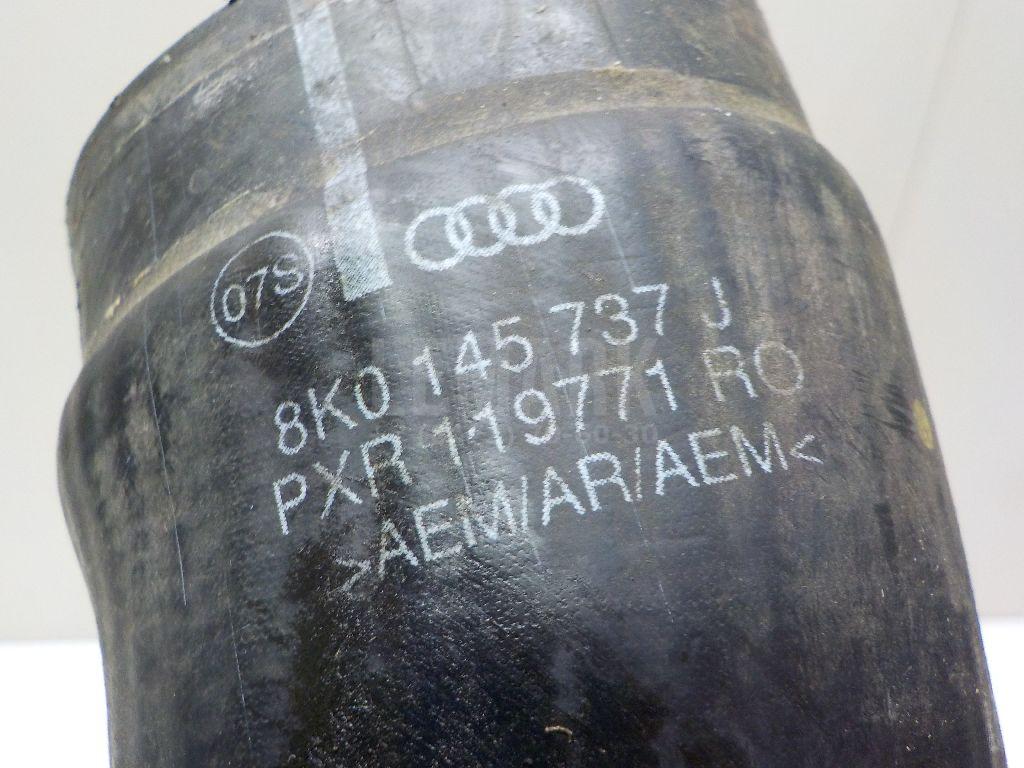 07S
8K0 145 737 J
PXR 119771 RO
>AEM/AR/AEM<